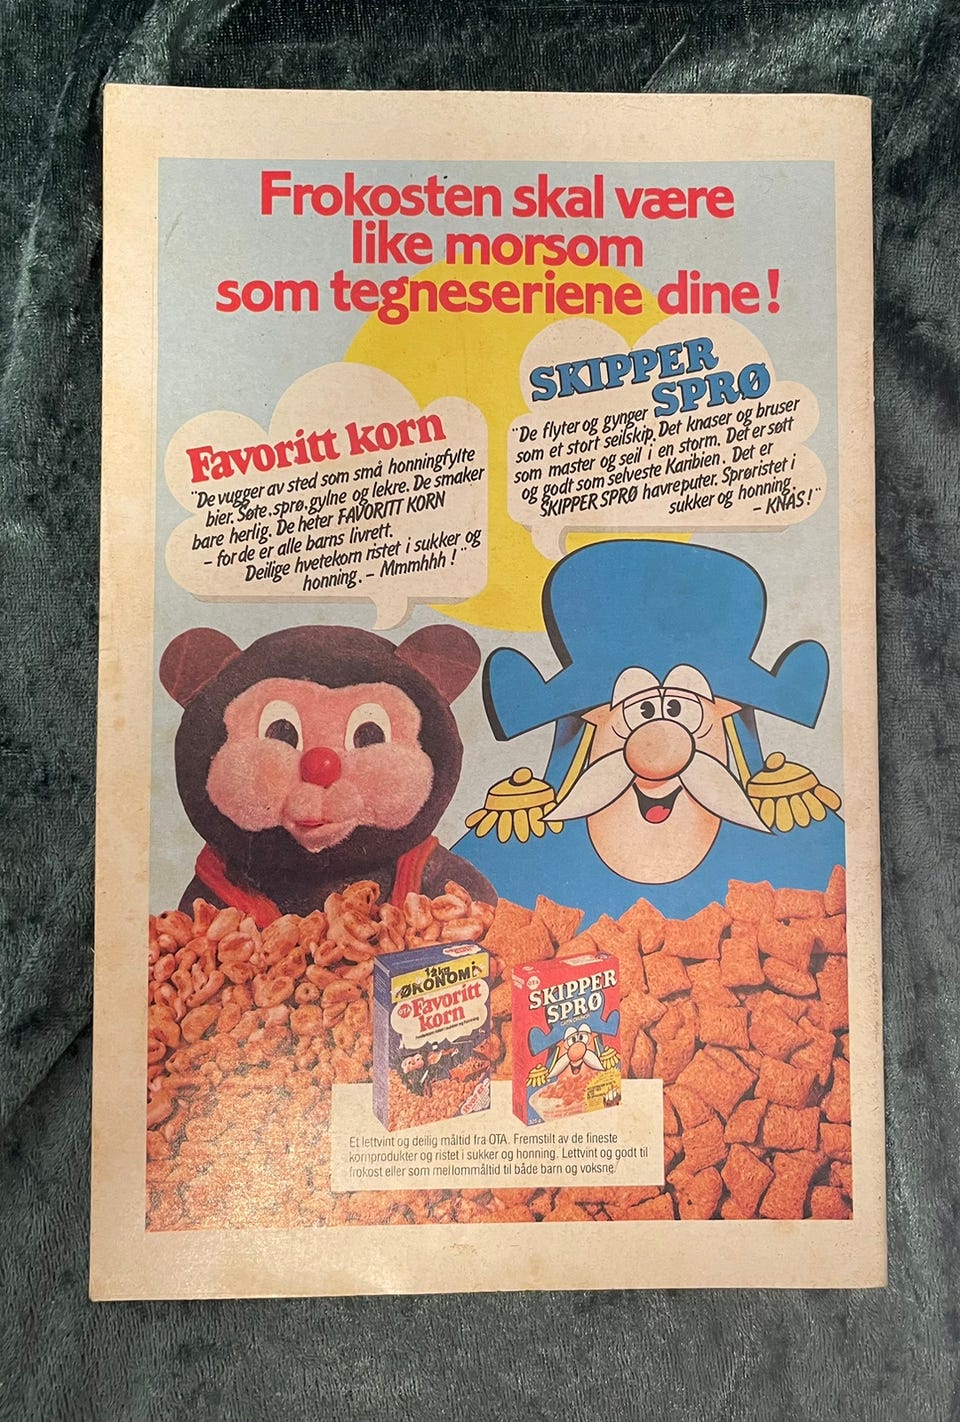 Frokosten skal være
like morsom
som tegneseriene dine!
Favoritt korn
"De vugger av sted som små honningfylte
bier. Søte, sprø, gylne og lekre. De smaker
bare herlig. De heter FAVORITT KORN
– for de er alle barns livrett.
Deilige hvetekorn ristet i sukker og
honning. – Mmmhhh!"
SKIPPER
SPRØ
"De flyter og gynger
som et stort seilskip. Det knaser og bruser
som master og seil i en storm. Det er søtt
og godt som selveste Karibien. Det er
SKIPPER SPRØ havreputer. Sprøristet i
sukker og honning.
– KNAS!"
1,2kg
ØKONOMI
OTA
Favoritt
korn
OTA
SKIPPER
SPRØ
Et lettvint og deilig måltid fra OTA. Fremstilt av de fineste
kornprodukter og ristet i sukker og honning. Lettvint og godt til
frokost eller som mellommåltid til både barn og voksne.